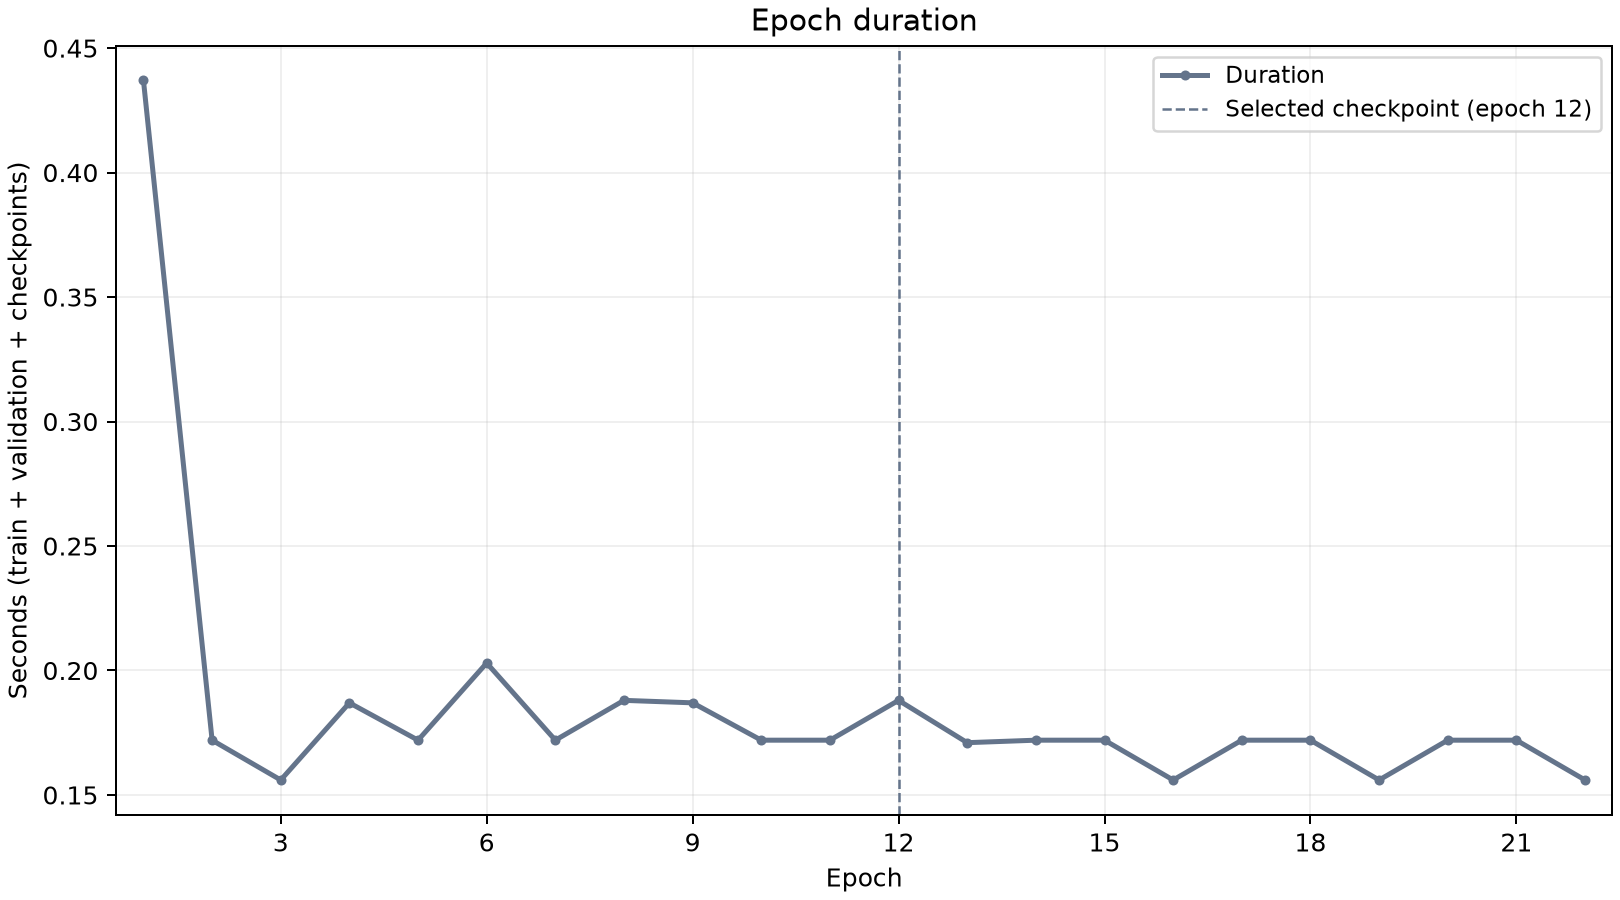 Epoch duration
Duration
Selected checkpoint (epoch 12)
Seconds (train + validation + checkpoints)
0.45
0.40
0.35
0.30
0.25
0.20
0.15
3 6 9 12 15 18 21
Epoch